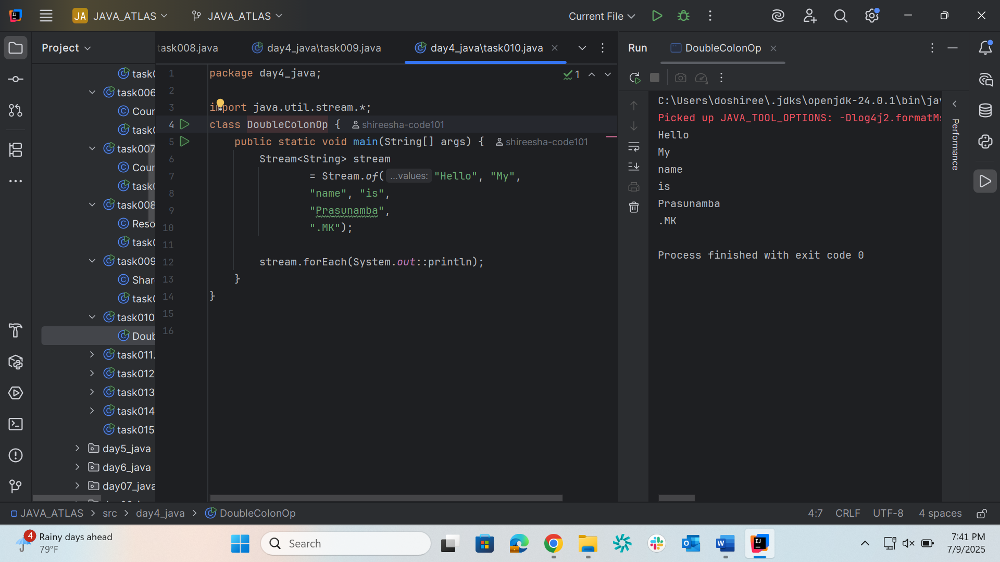 JA JAVA_ATLAS JAVA_ATLAS Current File
Project
task008.java day4_java\task009.java day4_java\task010.java
Run DoubleColonOp
task006
Cour
task007
Cour
task008
Reso
task009
Shar
task010
Doub
task011.
task012
task013
task014
task015
day5_java
day6_java
day07_java
1 package day4_java;
2
3 import java.util.stream.*;
4 class DoubleColonOp { shireesha-code101
5 public static void main(String[] args) { shireesha-code101
6 Stream<String> stream
7 = Stream.of( ...values: "Hello", "My",
8 "name", "is",
9 "Prasunamba",
10 ".MK");
11
12 stream.forEach(System.out::println);
13 }
14 }
15
16
1
C:\Users\doshiree\.jdks\openjdk-24.0.1\bin\jav
Picked up JAVA_TOOL_OPTIONS: -Dlog4j2.formatMs
Hello
My
name
is
Prasunamba
.MK
Process finished with exit code 0
Performance
JAVA_ATLAS > src > day4_java > DoubleColonOp 4:7 CRLF UTF-8 4 spaces
4 Rainy days ahead
79°F
Search
7:41 PM
7/9/2025